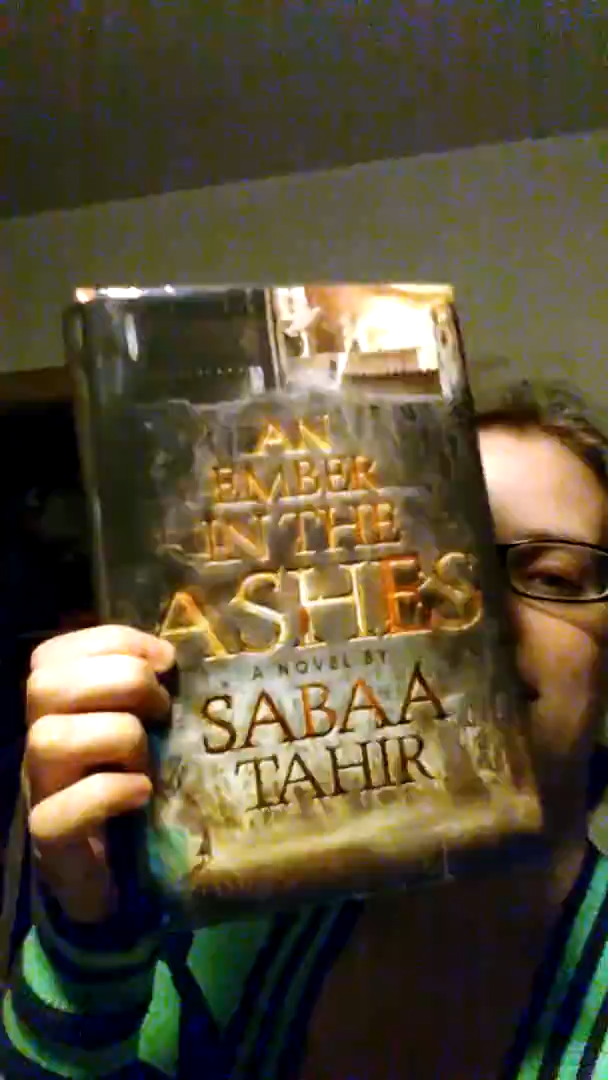 AN
EMBER
IN THE
ASHES
A NOVEL BY
SABAA
TAHIR